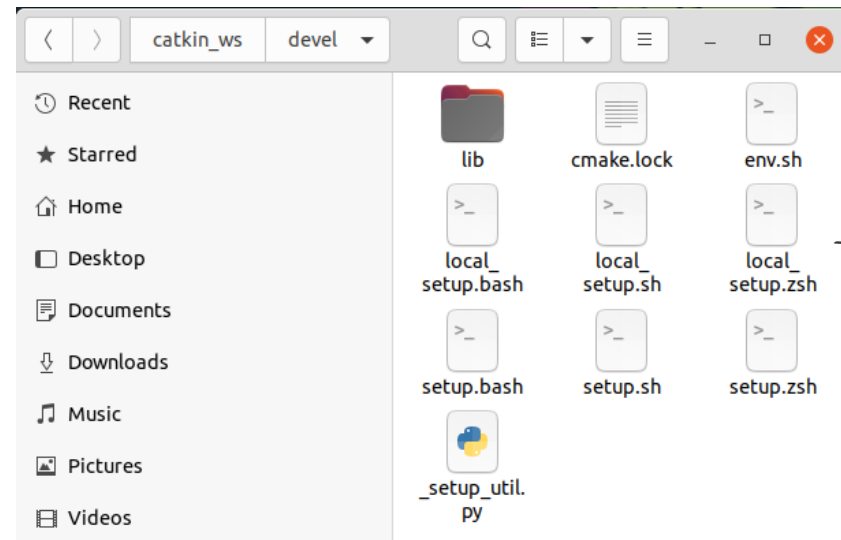 catkin_ws devel
Recent
Starred
Home
Desktop
Documents
Downloads
Music
Pictures
Videos
lib
cmake.lock
env.sh
local_
setup.bash
local_
setup.sh
local_
setup.zsh
setup.bash
setup.sh
setup.zsh
_setup_util.
py